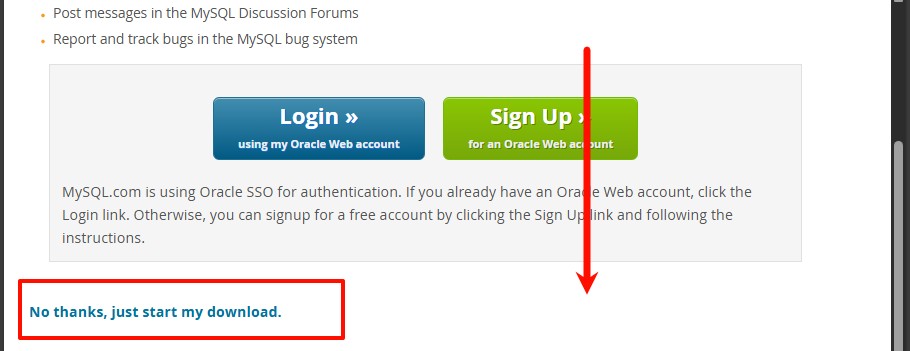 Post messages in the MySQL Discussion Forums
Report and track bugs in the MySQL bug system
Login »
using my Oracle Web account
Sign Up »
for an Oracle Web account
MySQL.com is using Oracle SSO for authentication. If you already have an Oracle Web account, click the
Login link. Otherwise, you can signup for a free account by clicking the Sign Up link and following the
instructions.
No thanks, just start my download.